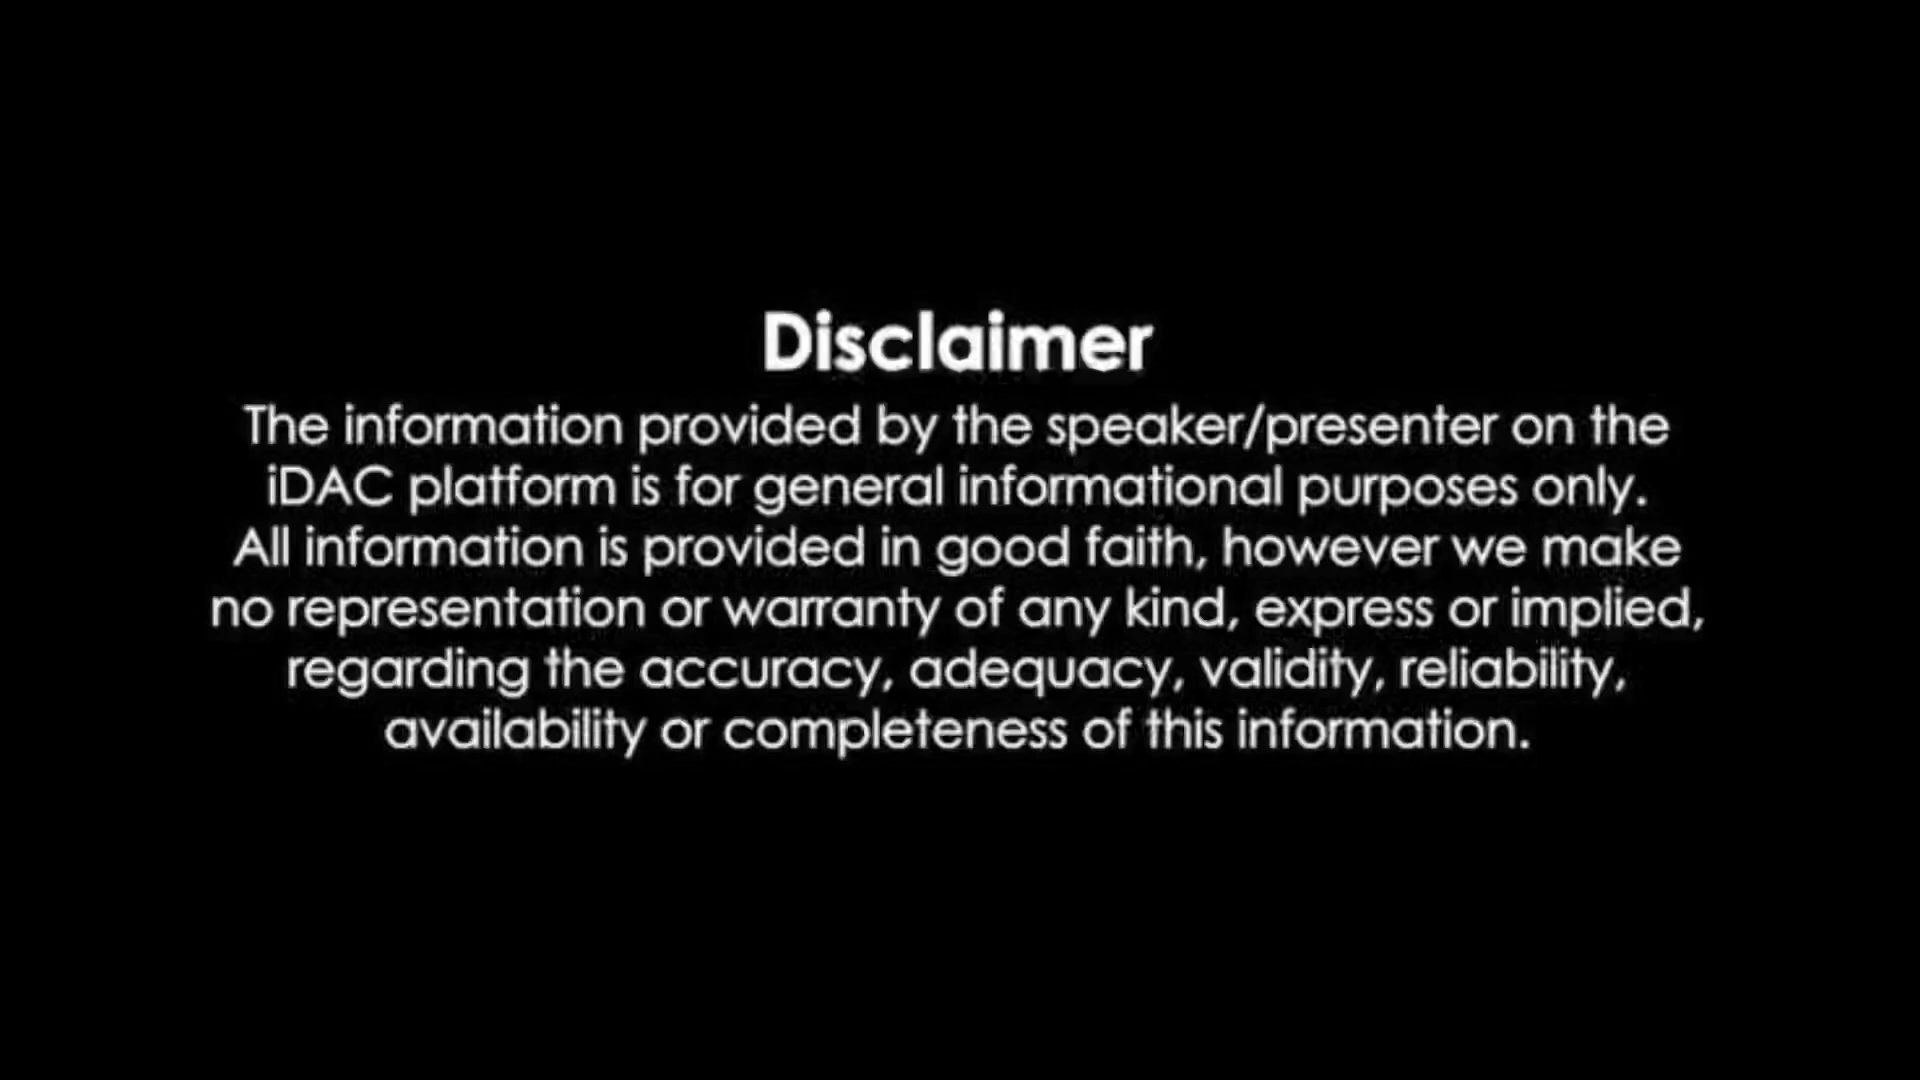 Disclaimer
The information provided by the speaker/presenter on the
iDAC platform is for general informational purposes only.
All information is provided in good faith, however we make
no representation or warranty of any kind, express or implied,
regarding the accuracy, adequacy, validity, reliability,
availability or completeness of this information.